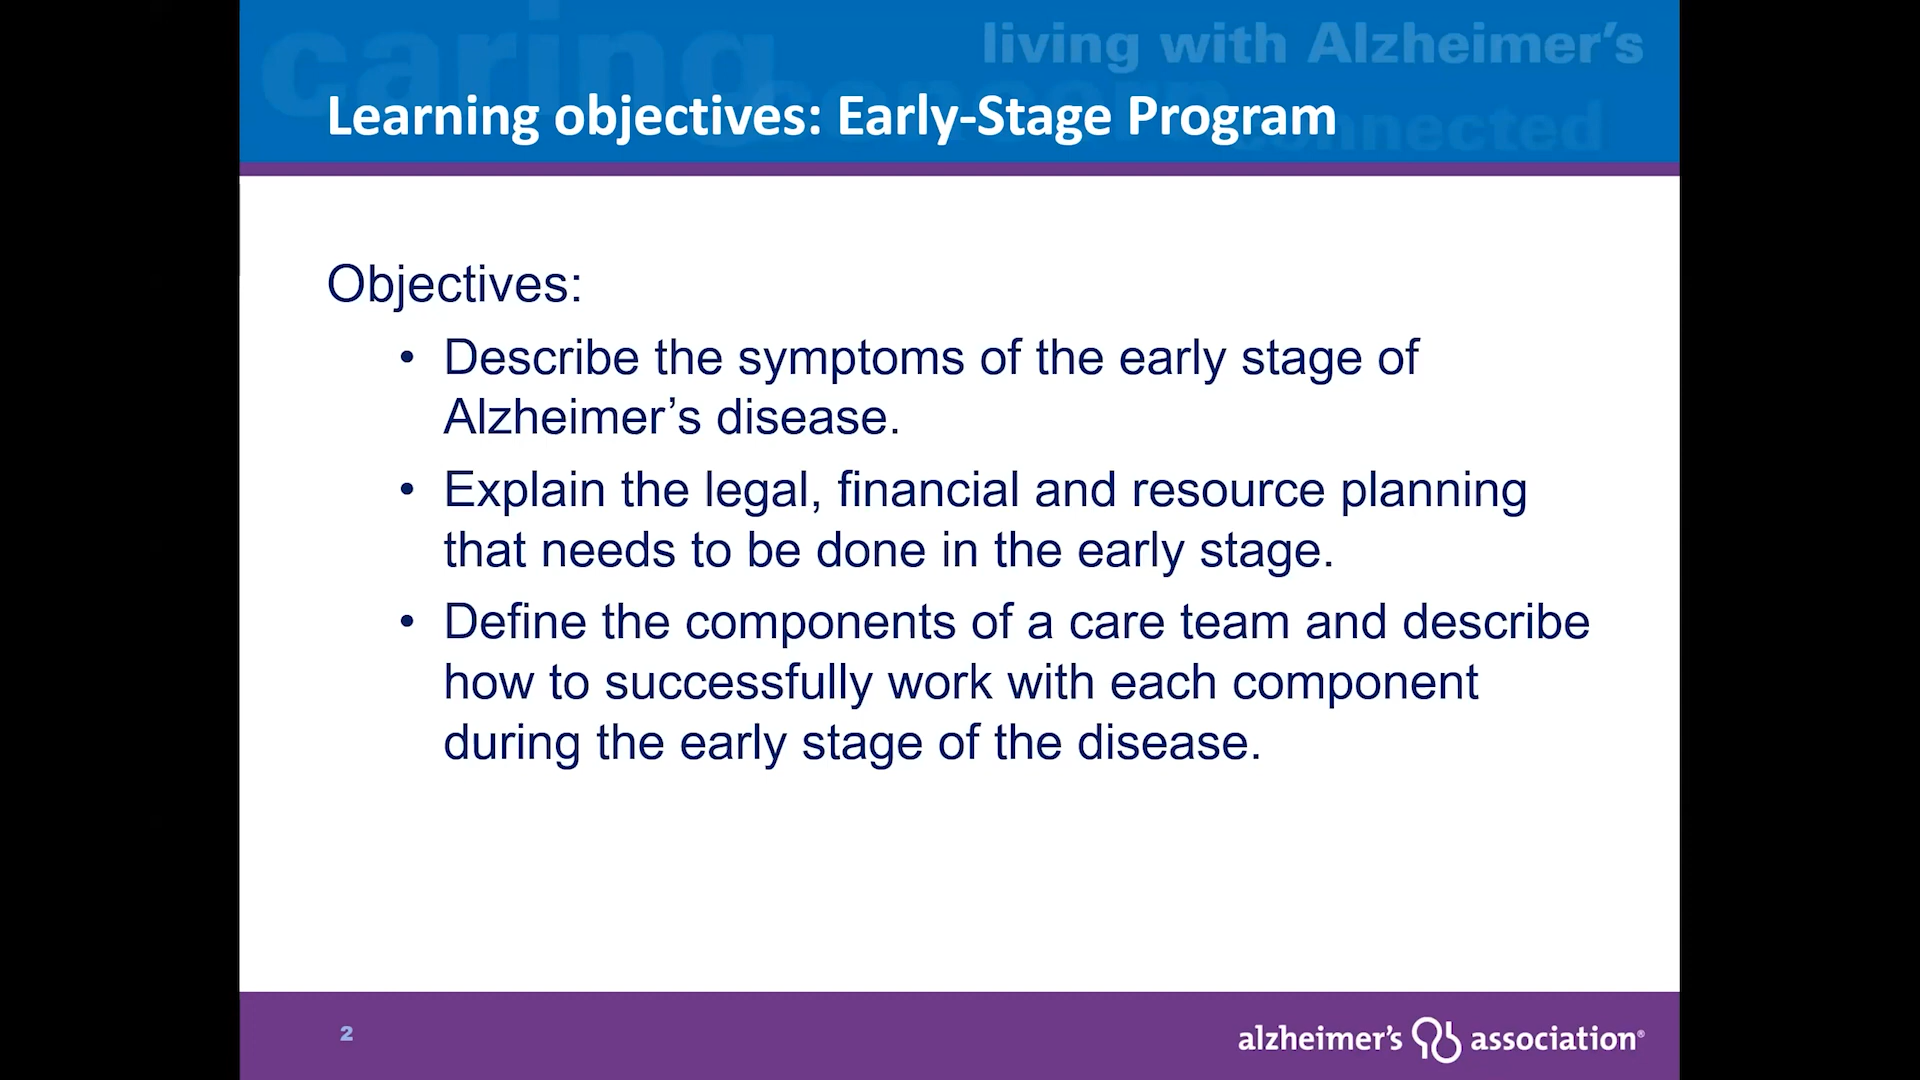 caring
living with Alzheimer's
Learning objectives: Early-Stage Program
Objectives:
• Describe the symptoms of the early stage of
Alzheimer’s disease.
• Explain the legal, financial and resource planning
that needs to be done in the early stage.
• Define the components of a care team and describe
how to successfully work with each component
during the early stage of the disease.
2
alzheimer's association®